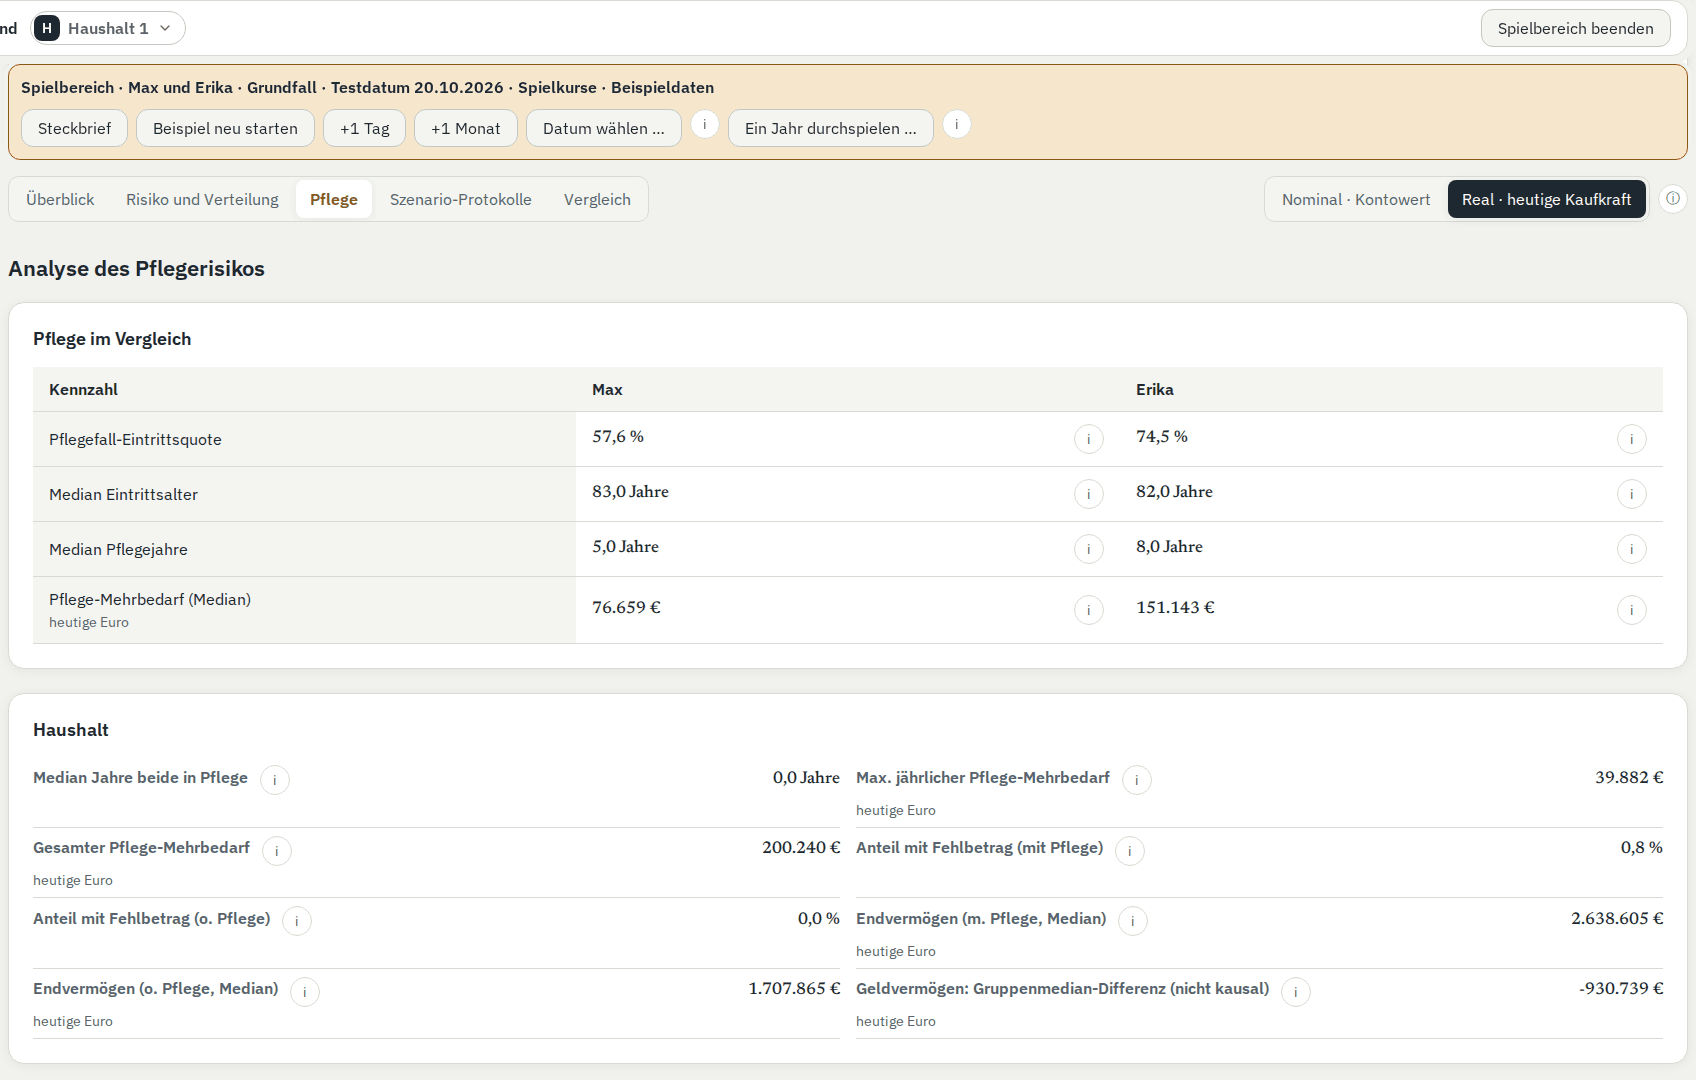 nd H Haushalt 1 Spielbereich beenden
Spielbereich · Max und Erika · Grundfall · Testdatum 20.10.2026 · Spielkurse · Beispieldaten
Steckbrief Beispiel neu starten +1 Tag +1 Monat Datum wählen ... i Ein Jahr durchspielen ... i
Überblick Risiko und Verteilung Pflege Szenario-Protokolle Vergleich Nominal · Kontowert Real · heutige Kaufkraft i
Analyse des Pflegerisikos
Pflege im Vergleich
Kennzahl Max Erika
Pflegefall-Eintrittsquote 57,6 % i 74,5 % i
Median Eintrittsalter 83,0 Jahre i 82,0 Jahre i
Median Pflegejahre 5,0 Jahre i 8,0 Jahre i
Pflege-Mehrbedarf (Median) 76.659 € i 151.143 € i
heutige Euro
Haushalt
Median Jahre beide in Pflege i 0,0 Jahre Max. jährlicher Pflege-Mehrbedarf i 39.882 €
heutige Euro
Gesamter Pflege-Mehrbedarf i 200.240 € Anteil mit Fehlbetrag (mit Pflege) i 0,8 %
heutige Euro
Anteil mit Fehlbetrag (o. Pflege) i 0,0 % Endvermögen (m. Pflege, Median) i 2.638.605 €
heutige Euro
Endvermögen (o. Pflege, Median) i 1.707.865 € Geldvermögen: Gruppenmedian-Differenz (nicht kausal) i -930.739 €
heutige Euro heutige Euro